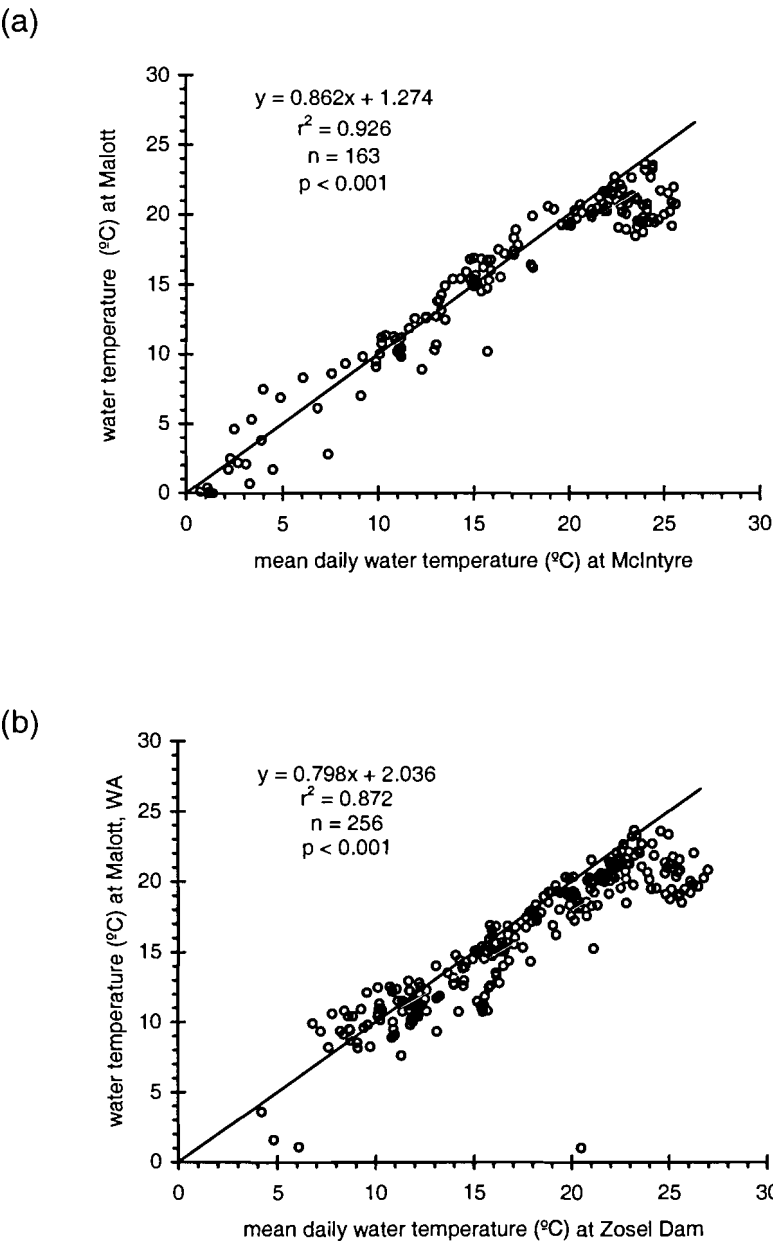 (a)
y = 0.862x + 1.274
r² = 0.926
n = 163
p < 0.001
water temperature (ºC) at Malott
30
25
20
15
10
5
0
0 5 10 15 20 25 30
mean daily water temperature (ºC) at McIntyre
(b)
y = 0.798x + 2.036
r² = 0.872
n = 256
p < 0.001
water temperature (ºC) at Malott, WA
30
25
20
15
10
5
0
0 5 10 15 20 25 30
mean daily water temperature (ºC) at Zosel Dam